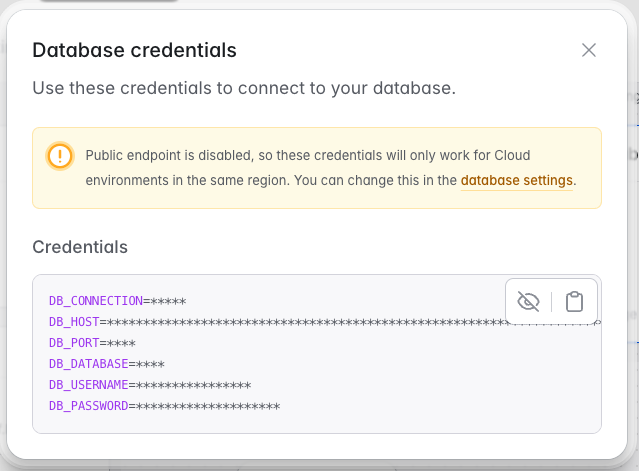 Database credentials
Use these credentials to connect to your database.
Public endpoint is disabled, so these credentials will only work for Cloud
environments in the same region. You can change this in the database settings.
Credentials
DB_CONNECTION=*****
DB_HOST=********************************************************************
DB_PORT=****
DB_DATABASE=****
DB_USERNAME=****************
DB_PASSWORD=********************